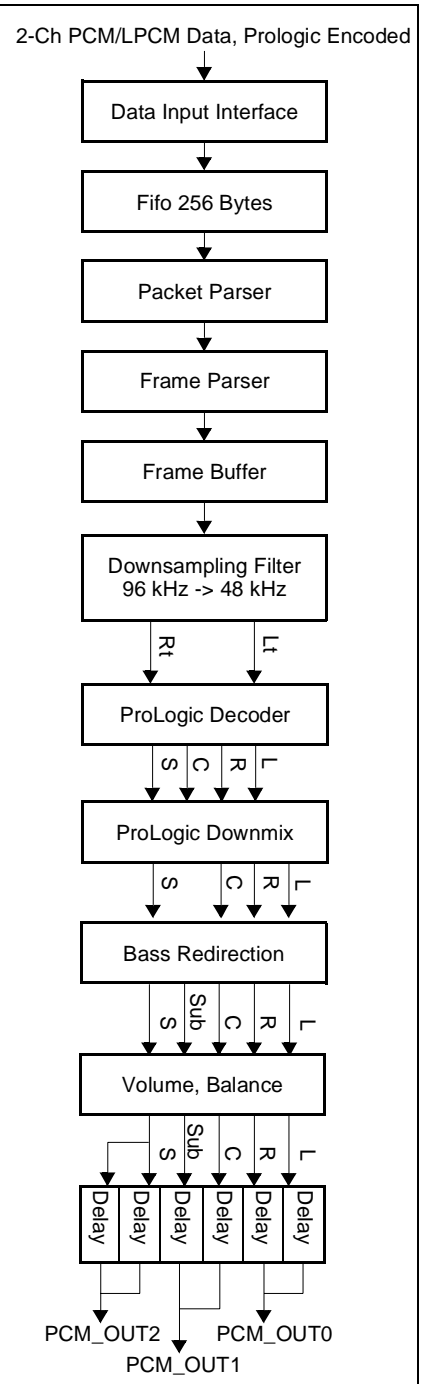 2-Ch PCM/LPCM Data, Prologic Encoded
Data Input Interface
Fifo 256 Bytes
Packet Parser
Frame Parser
Frame Buffer
Downsampling Filter
96 kHz -> 48 kHz
Rt Lt
ProLogic Decoder
S C R L
ProLogic Downmix
S C R L
Bass Redirection
S Sub C R L
Volume, Balance
S Sub C R L
Delay Delay Delay Delay Delay Delay
PCM_OUT2 PCM_OUT0
PCM_OUT1